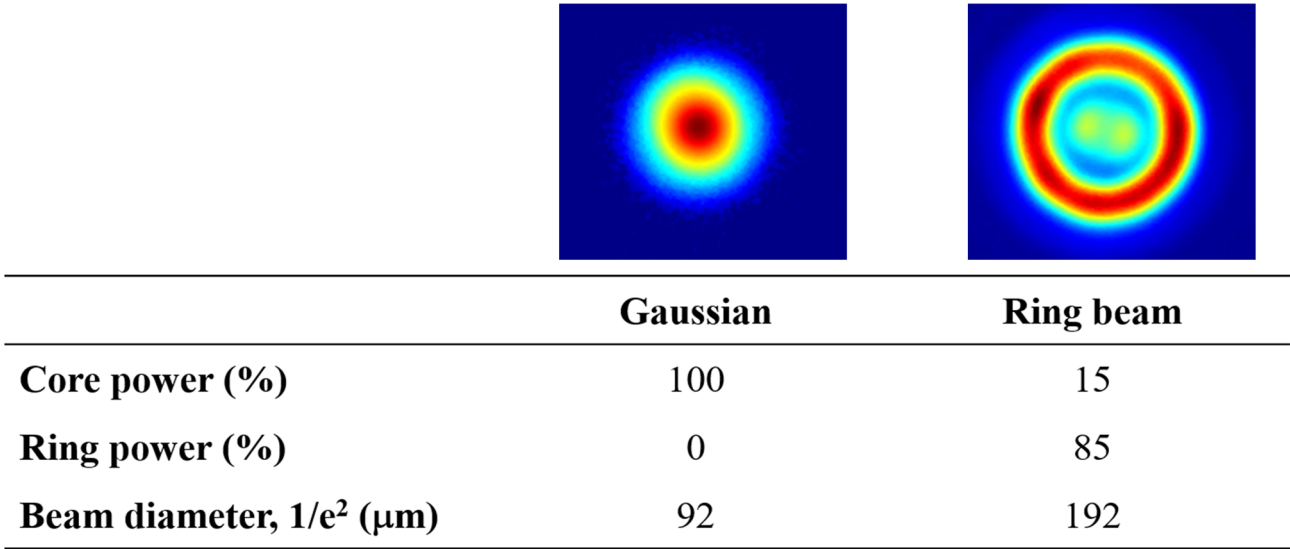 Gaussian Ring beam
Core power (%) 100 15
Ring power (%) 0 85
Beam diameter, 1/e² (μm) 92 192